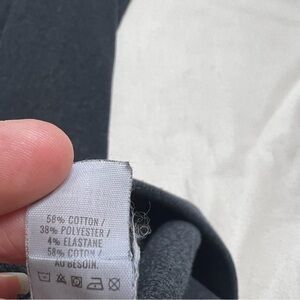 58% COTTON /
38% POLYESTER /
4% ELASTANE
58% COTON /
AU BESOIN.